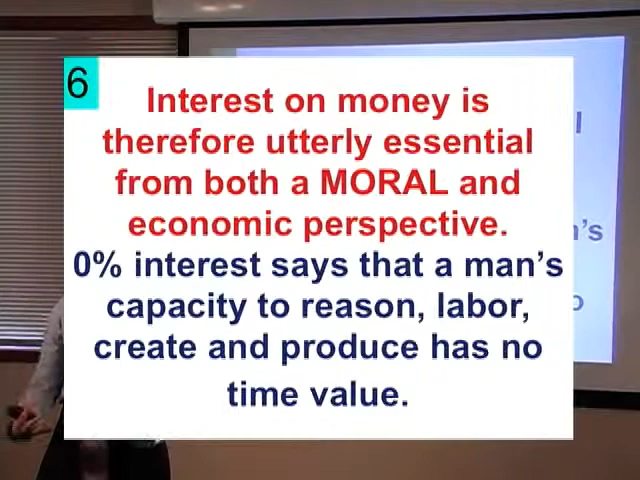 6
Interest on money is
therefore utterly essential
from both a MORAL and
economic perspective.
0% interest says that a man's
capacity to reason, labor,
create and produce has no
time value.